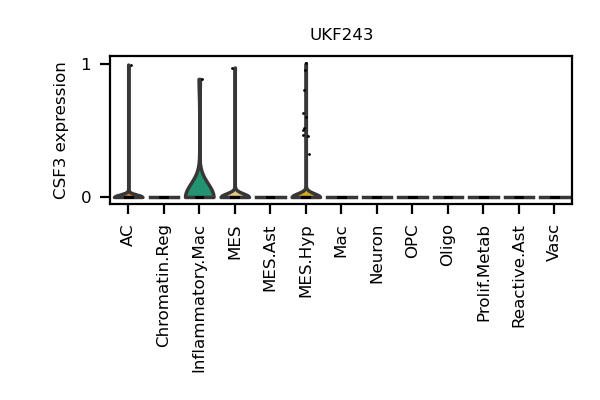 UKF243
CSF3 expression
1
0
AC
Chromatin.Reg
Inflammatory.Mac
MES
MES.Ast
MES.Hyp
Mac
Neuron
OPC
Oligo
Prolif.Metab
Reactive.Ast
Vasc